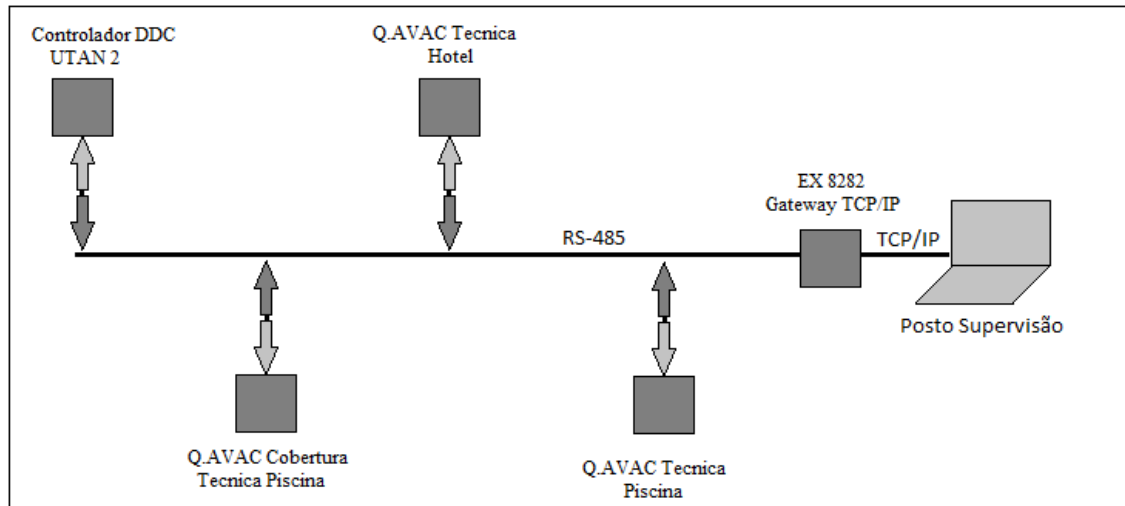 Controlador DDC
UTAN 2
Q.AVAC Tecnica
Hotel
EX 8282
Gateway TCP/IP
RS-485
TCP/IP
Posto Supervisão
Q.AVAC Cobertura
Tecnica Piscina
Q.AVAC Tecnica
Piscina